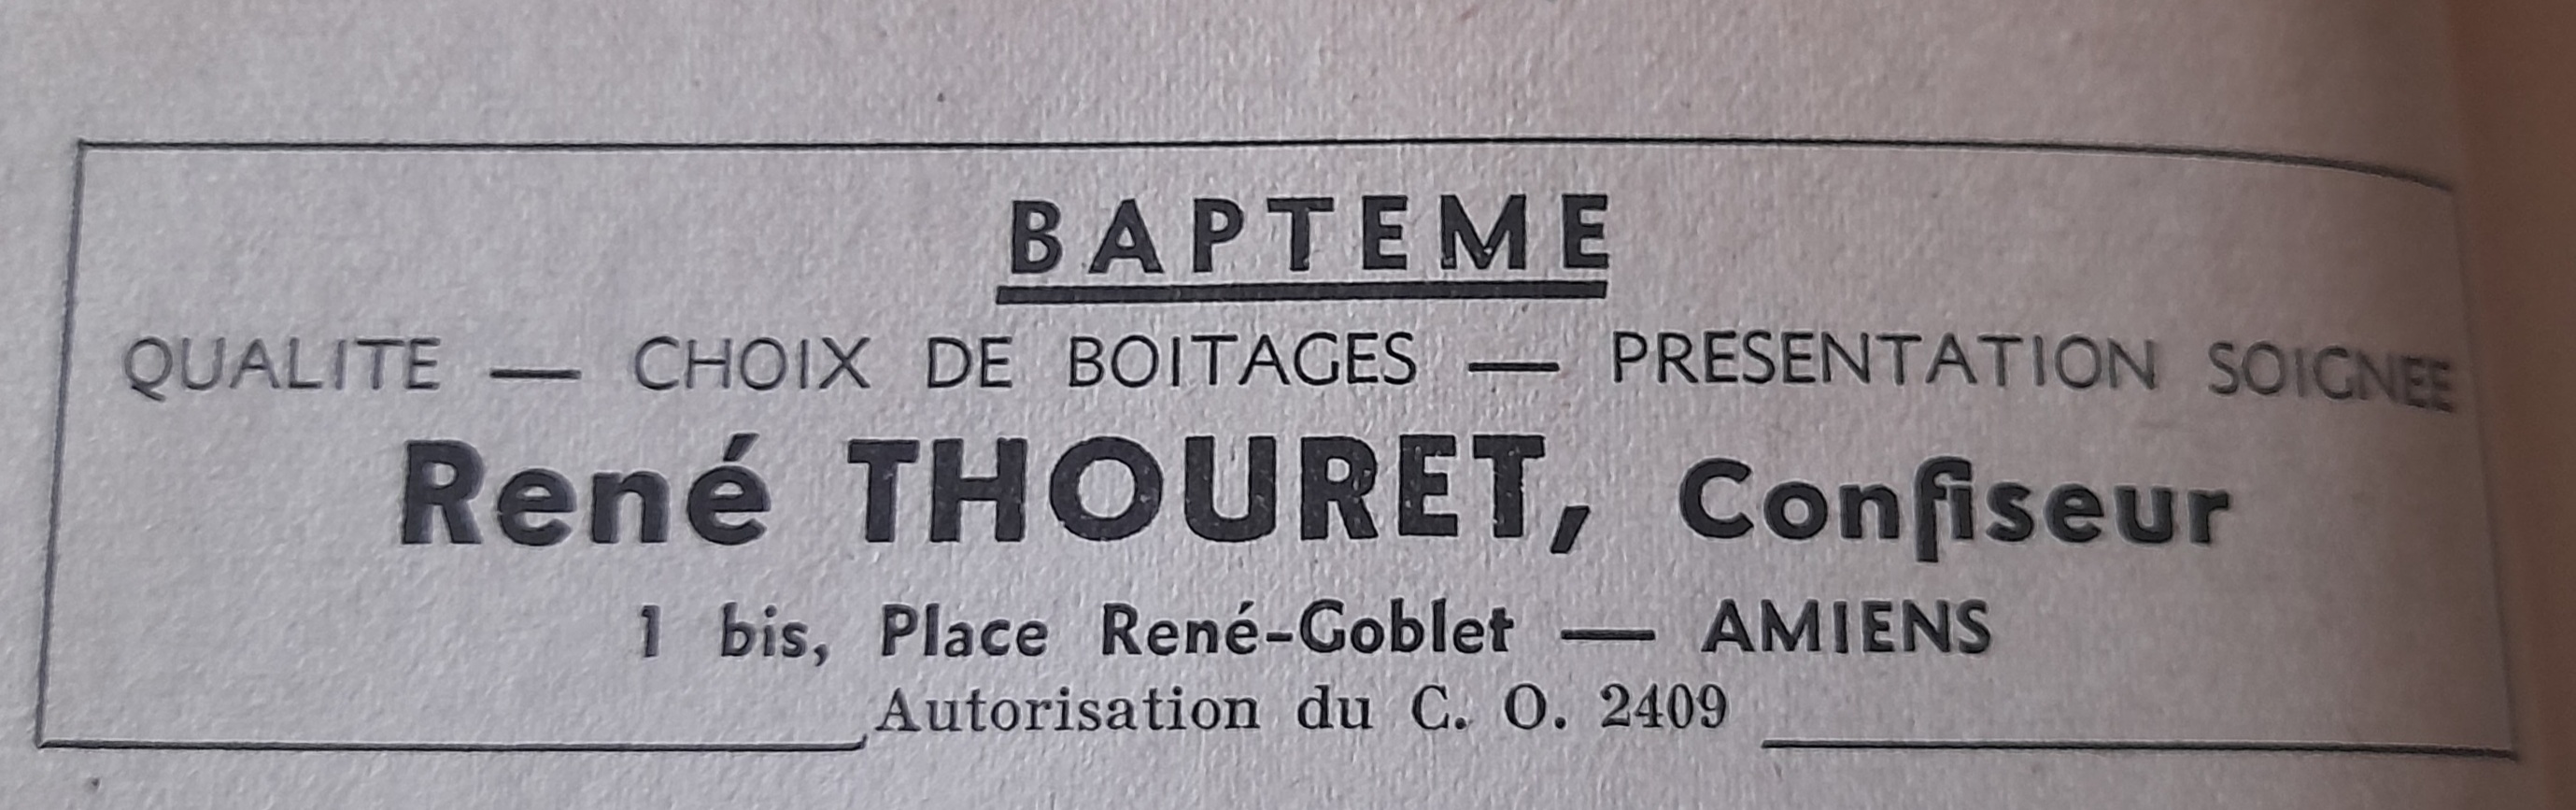 BAPTEME
QUALITE — CHOIX DE BOITAGES — PRESENTATION SOIGNEE
René THOURET, Confiseur
1 bis, Place René-Goblet — AMIENS
Autorisation du C. O. 2409